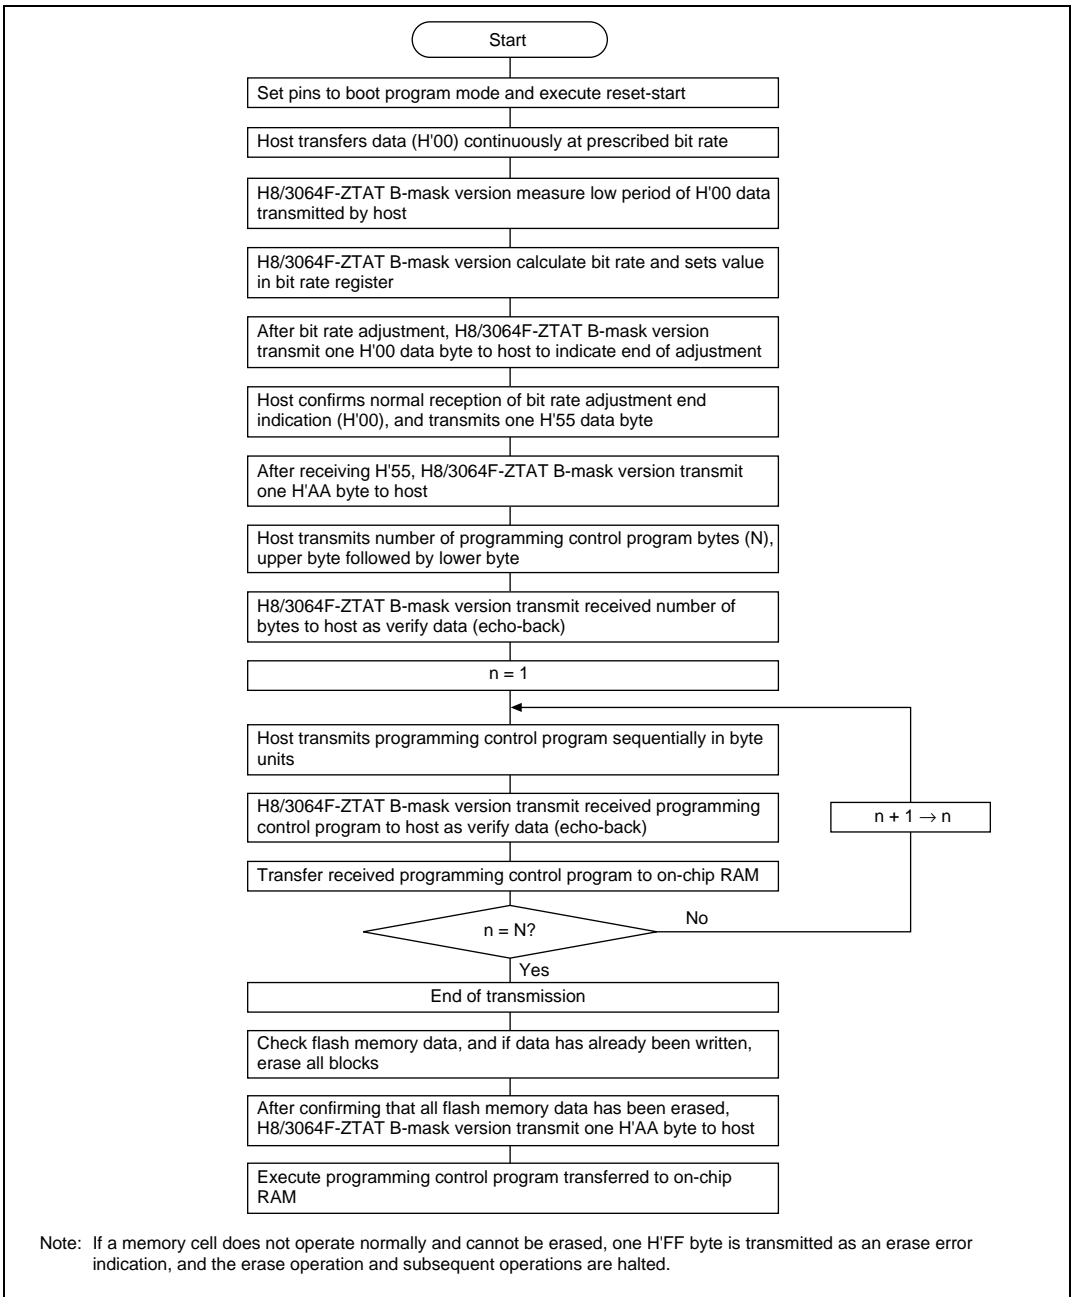 Start
Set pins to boot program mode and execute reset-start
Host transfers data (H'00) continuously at prescribed bit rate
H8/3064F-ZTAT B-mask version measure low period of H'00 data
transmitted by host
H8/3064F-ZTAT B-mask version calculate bit rate and sets value
in bit rate register
After bit rate adjustment, H8/3064F-ZTAT B-mask version
transmit one H'00 data byte to host to indicate end of adjustment
Host confirms normal reception of bit rate adjustment end
indication (H'00), and transmits one H'55 data byte
After receiving H'55, H8/3064F-ZTAT B-mask version transmit
one H'AA byte to host
Host transmits number of programming control program bytes (N),
upper byte followed by lower byte
H8/3064F-ZTAT B-mask version transmit received number of
bytes to host as verify data (echo-back)
n = 1
Host transmits programming control program sequentially in byte
units
H8/3064F-ZTAT B-mask version transmit received programming
control program to host as verify data (echo-back)
n + 1 → n
Transfer received programming control program to on-chip RAM
n = N?
No
Yes
End of transmission
Check flash memory data, and if data has already been written,
erase all blocks
After confirming that all flash memory data has been erased,
H8/3064F-ZTAT B-mask version transmit one H'AA byte to host
Execute programming control program transferred to on-chip
RAM
Note: If a memory cell does not operate normally and cannot be erased, one H'FF byte is transmitted as an erase error
indication, and the erase operation and subsequent operations are halted.